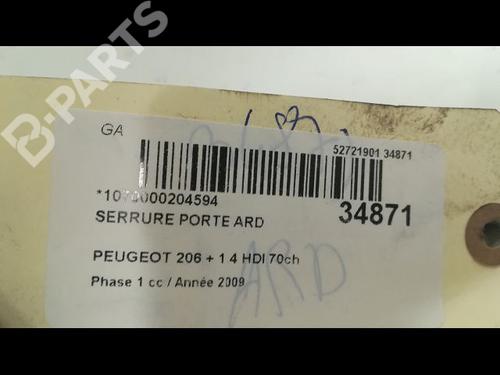 B-PARTS
GA
52721901 34871
*1070000204594
34871
SERRURE PORTE ARD
PEUGEOT 206 + 1 4 HDI 70ch
Phase 1 cc / Année 2009
ARD